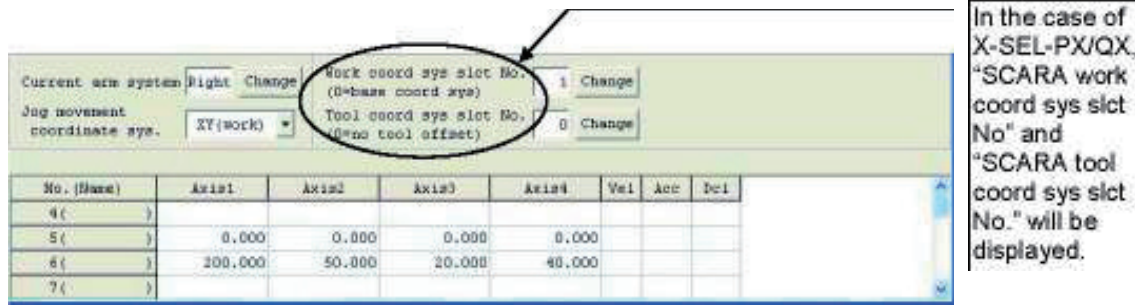 Current arm system Right Change
Work coord sys slct No. 1 Change
(0=base coord sys)
Jog movement
coordinate sys. XY(work)
Tool coord sys slct No. 0 Change
(0=no tool offset)
No.(Name) Axis1 Axis2 Axis3 Axis4 Vel Acc Dcl
4( )
5( ) 0.000 0.000 0.000 0.000
6( ) 200.000 50.000 20.000 40.000
7( )
In the case of
X-SEL-PX/QX,
“SCARA work
coord sys slct
No” and
“SCARA tool
coord sys slct
No.” will be
displayed.